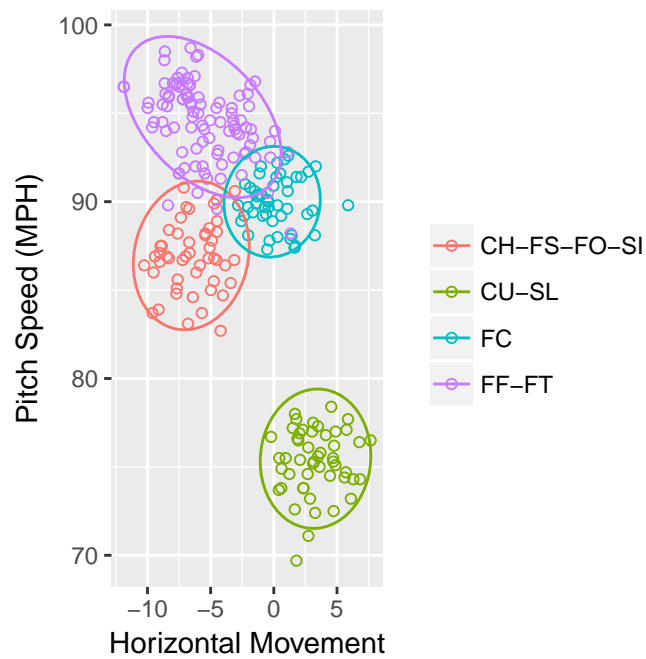 100
90
80
70
Pitch Speed (MPH)
−10 −5 0 5
Horizontal Movement
CH−FS−FO−SI
CU−SL
FC
FF−FT